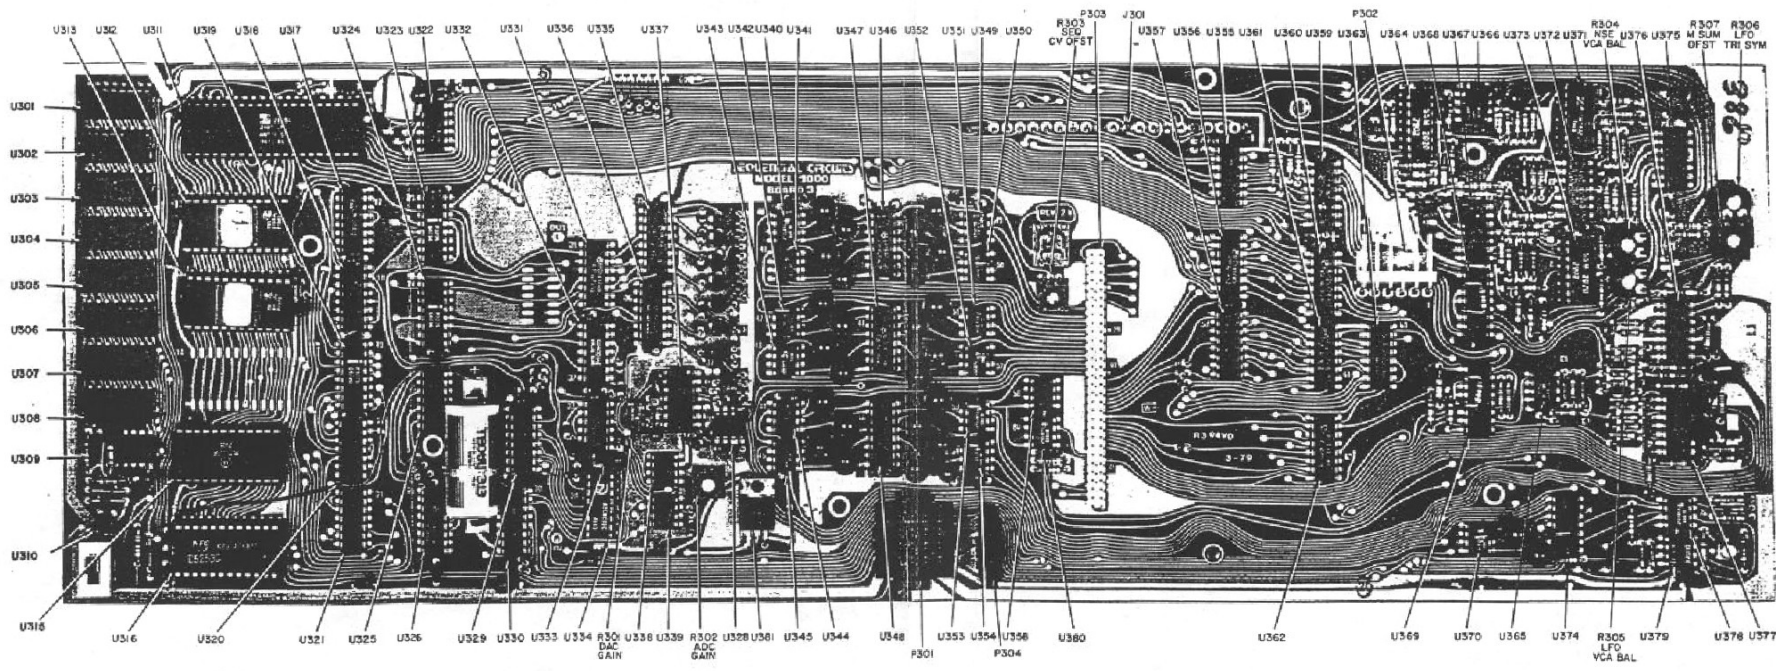 U313 U312 U311 U319 U318 U317 U324 U323 U322 U332 U331 U336 U335 U337 U343 U342 U340 U341 U347 U346 U352 U351 U349 U350 R303 P303 J301 U357 U356 U355 U361 U360 U359 U363 P302 U364 U368 U367 U366 U373 U372 U371 R304 U376 U375 R307 R306
SEQ
CV OFST
NSE
VCA BAL
M SUM
OFST
LFO
TRI SYM
U301
U302
U303
U304
U305
U306
U307
U308
U309
U310
SEQUENTIAL CIRCUITS
MODEL 1000
BOARD 3
386
R394VD
3-79
DURACELL
U315
U316 U320 U321 U325 U326 U329 U330 U333 U334 R301 U338 U339 R302 U328 U381 U345 U344 U348 P301 U353 U354 P304 U358 U380 U362 U369 U370 U365 U374 R305 U379 U378 U377
DAC
GAIN
ADC
GAIN
LFO
VCA BAL